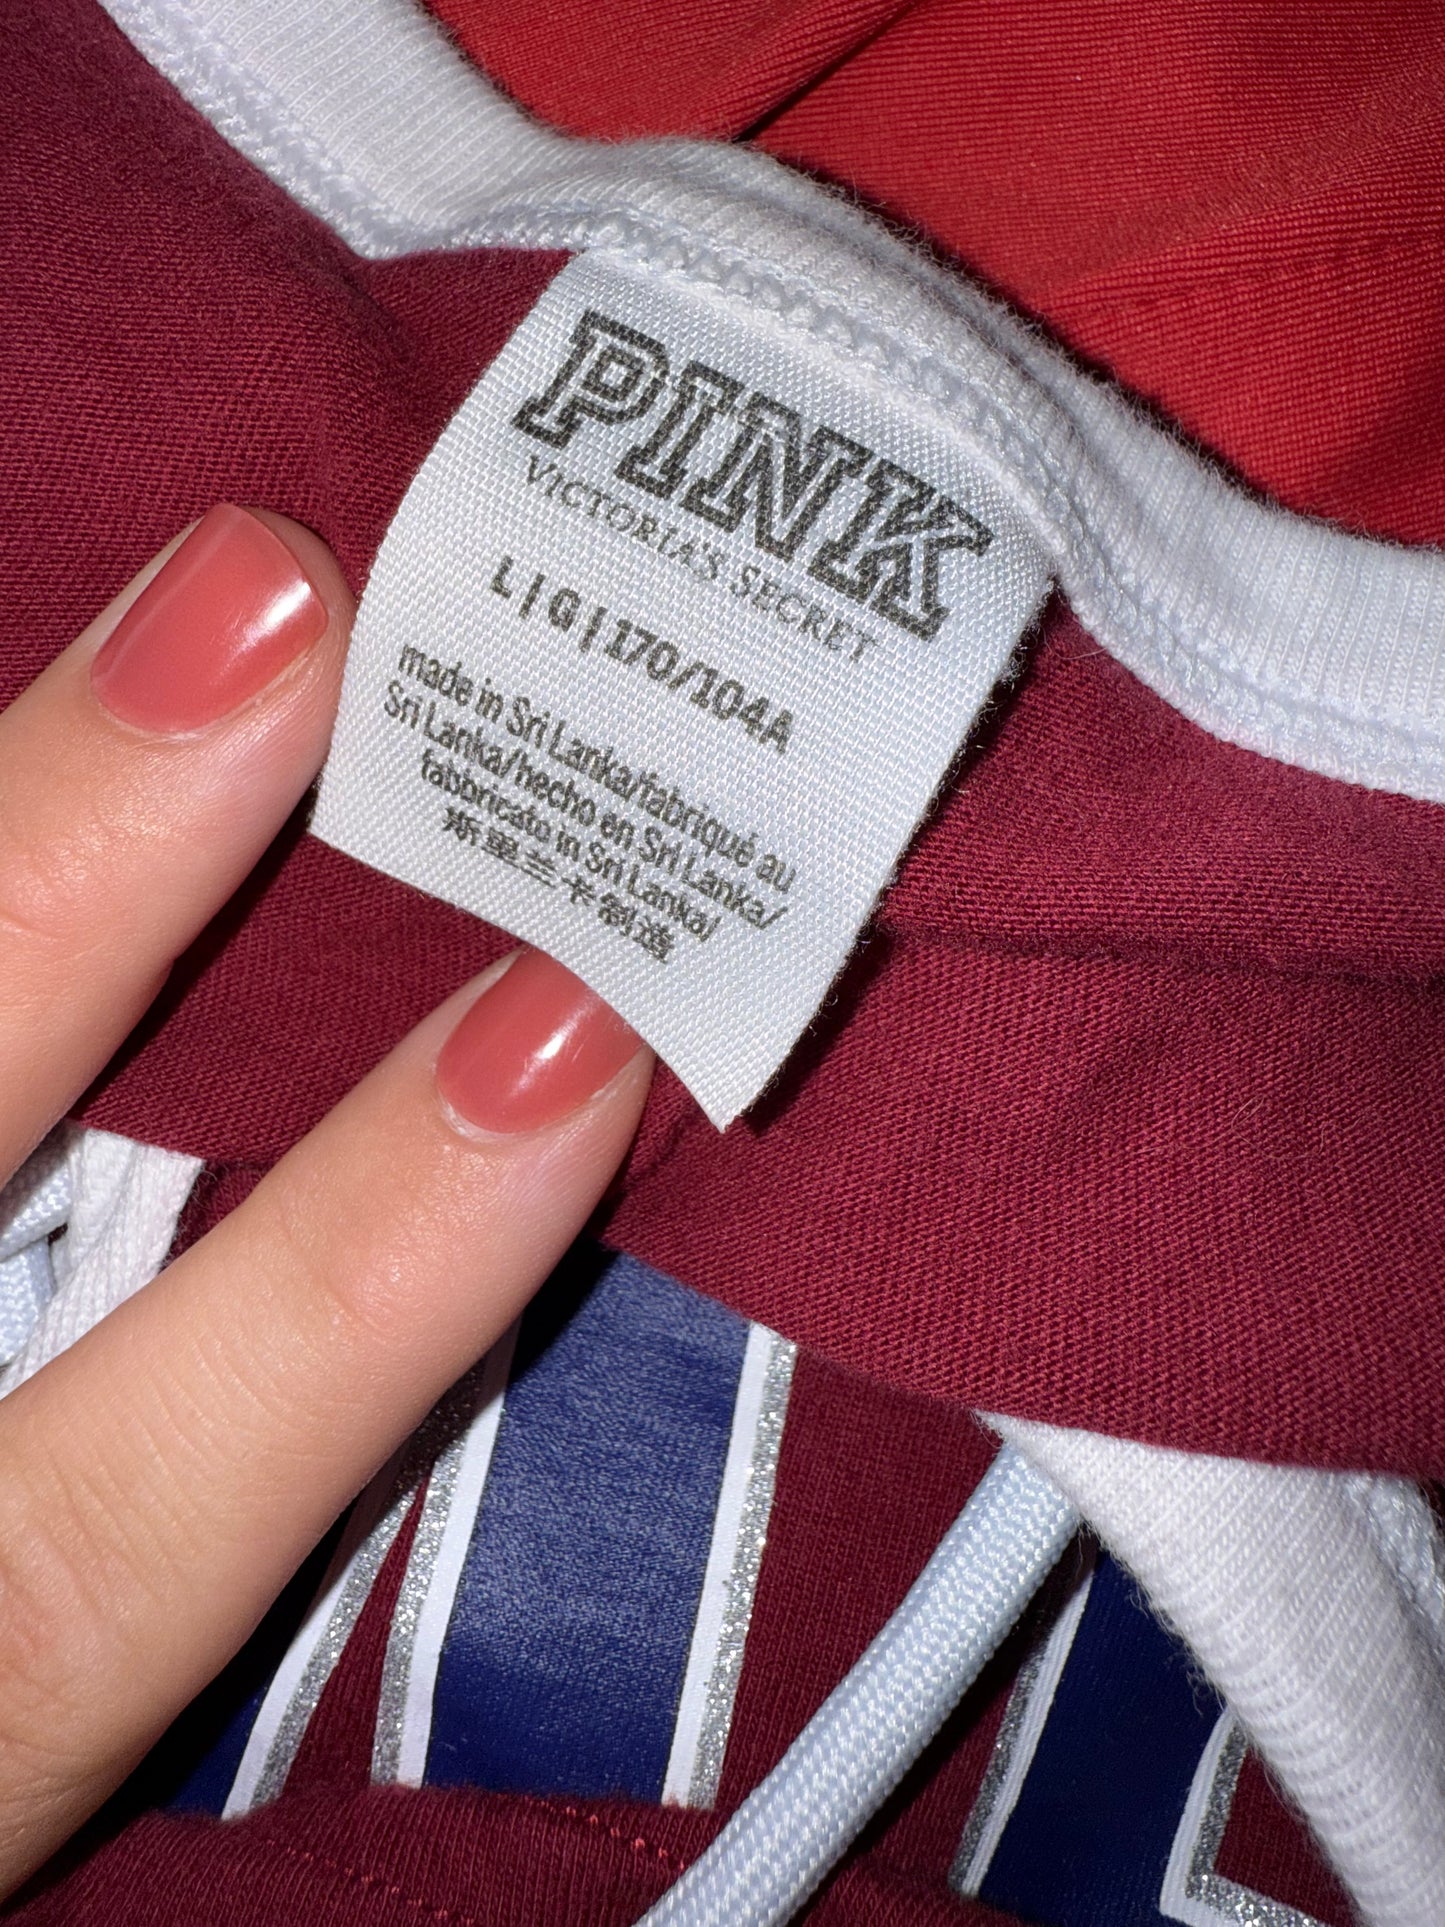 PINK
VICTORIA'S SECRET
L | G | 170/104A
made in Sri Lanka/fabriqué au
Sri Lanka/hecho en Sri Lanka/
fabbricato in Sri Lanka/
斯里兰卡制造